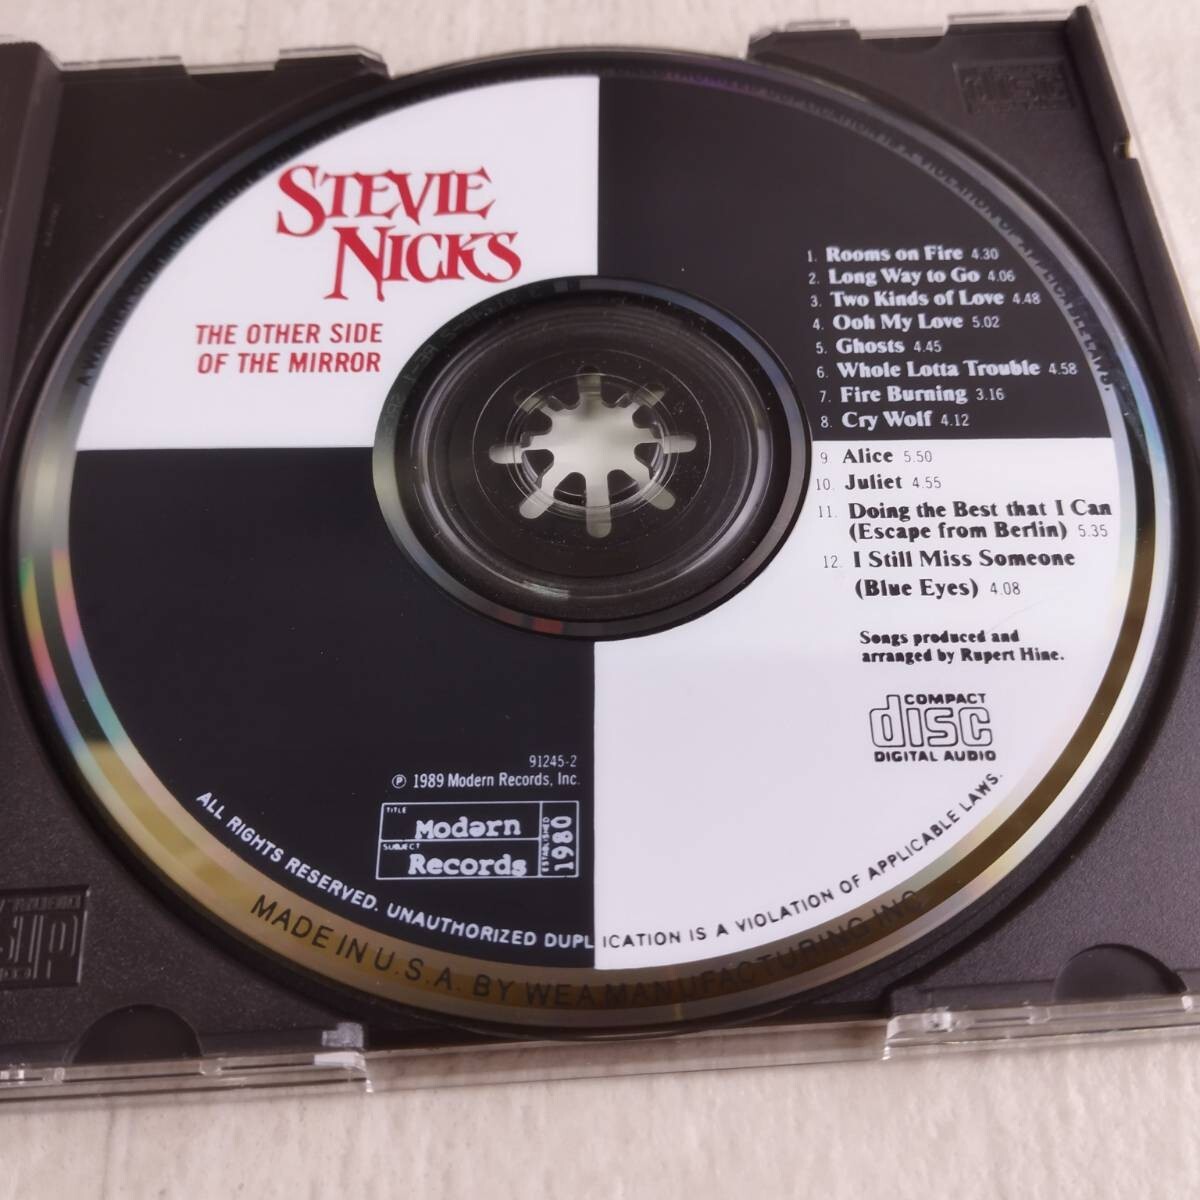 STEVIE
NICKS
THE OTHER SIDE
OF THE MIRROR
1. Rooms on Fire 4.30
2. Long Way to Go 4.06
3. Two Kinds of Love 4.48
4. Ooh My Love 5.02
5. Ghosts 4.45
6. Whole Lotta Trouble 4.58
7. Fire Burning 3.16
8. Cry Wolf 4.12
9 Alice 5.50
10. Juliet 4.55
11. Doing the Best that I Can
(Escape from Berlin) 5.35
12. I Still Miss Someone
(Blue Eyes) 4.08
Songs produced and
arranged by Rupert Hine.
COMPACT
disc
DIGITAL AUDIO
91245-2
℗ 1989 Modern Records, Inc.
TITLE
Modərn
SUBJECT
Records
ESTABLISHED
1980
ALL RIGHTS RESERVED. UNAUTHORIZED DUPLICATION IS A VIOLATION OF APPLICABLE LAWS.
MADE IN U.S.A. BY WEA MANUFACTURING INC.